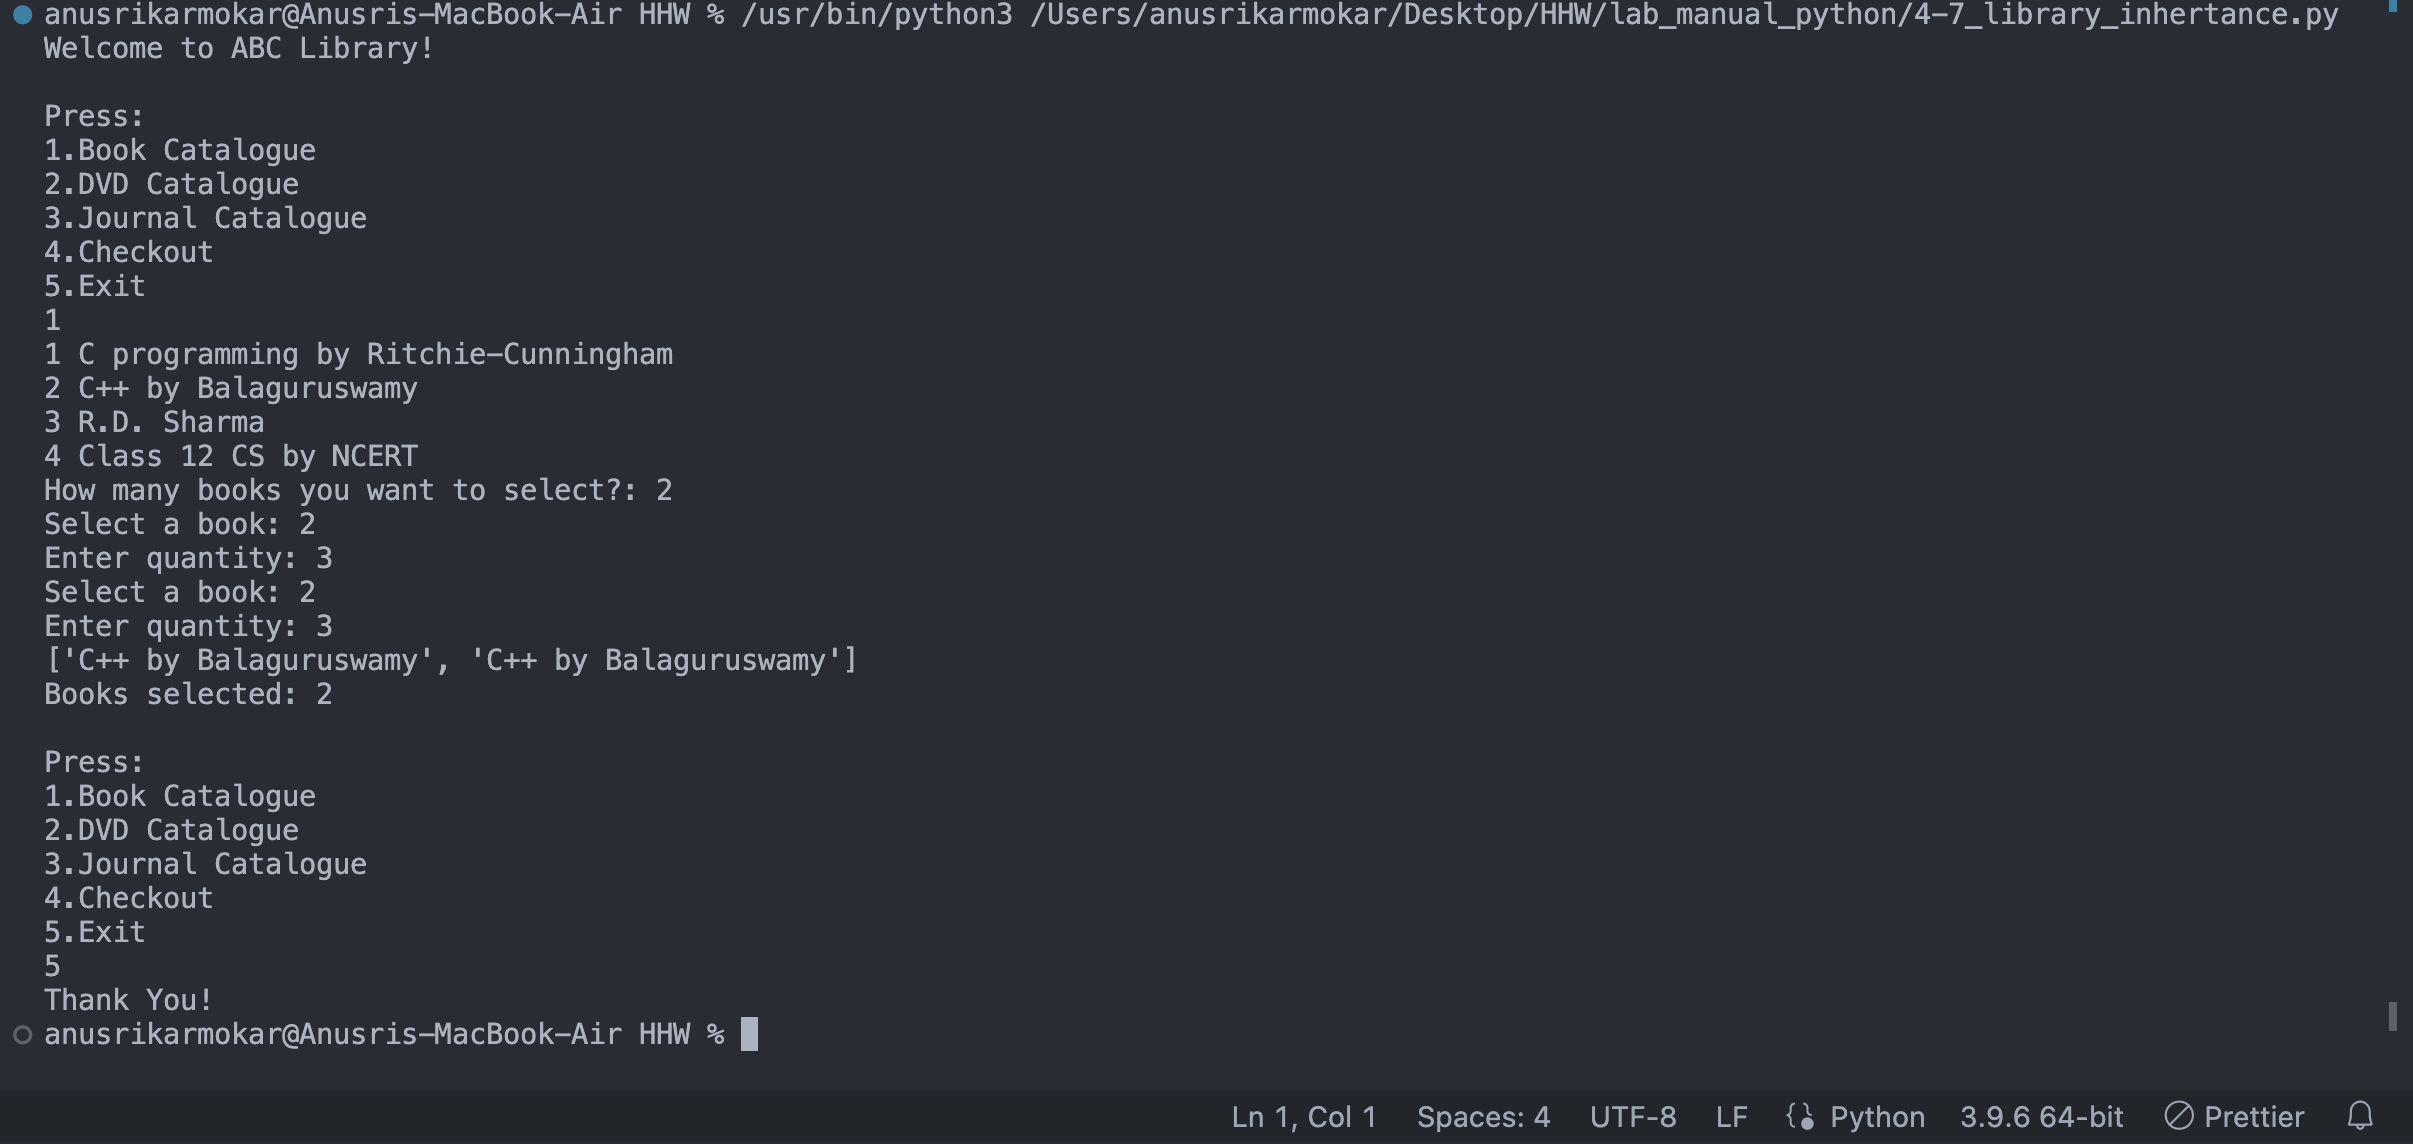 anusrikarmokar@Anusris-MacBook-Air HHW % /usr/bin/python3 /Users/anusrikarmokar/Desktop/HHW/lab_manual_python/4-7_library_inhertance.py
Welcome to ABC Library!
Press:
1.Book Catalogue
2.DVD Catalogue
3.Journal Catalogue
4.Checkout
5.Exit
1
1 C programming by Ritchie-Cunningham
2 C++ by Balaguruswamy
3 R.D. Sharma
4 Class 12 CS by NCERT
How many books you want to select?: 2
Select a book: 2
Enter quantity: 3
Select a book: 2
Enter quantity: 3
['C++ by Balaguruswamy', 'C++ by Balaguruswamy']
Books selected: 2
Press:
1.Book Catalogue
2.DVD Catalogue
3.Journal Catalogue
4.Checkout
5.Exit
5
Thank You!
anusrikarmokar@Anusris-MacBook-Air HHW %
Ln 1, Col 1 Spaces: 4 UTF-8 LF Python 3.9.6 64-bit Prettier